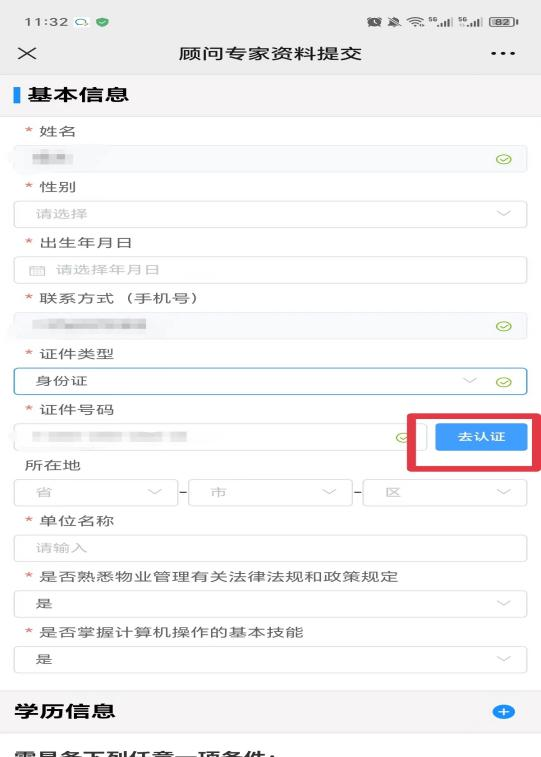 11:32 5G 5G 82
顾问专家资料提交
基本信息
* 姓名
* 性别
请选择
* 出生年月日
请选择年月日
* 联系方式（手机号）
* 证件类型
身份证
* 证件号码
去认证
所在地
省 - 市 - 区
* 单位名称
请输入
* 是否熟悉物业管理有关法律法规和政策规定
是
* 是否掌握计算机操作的基本技能
是
学历信息
需具备下列任意一项条件：